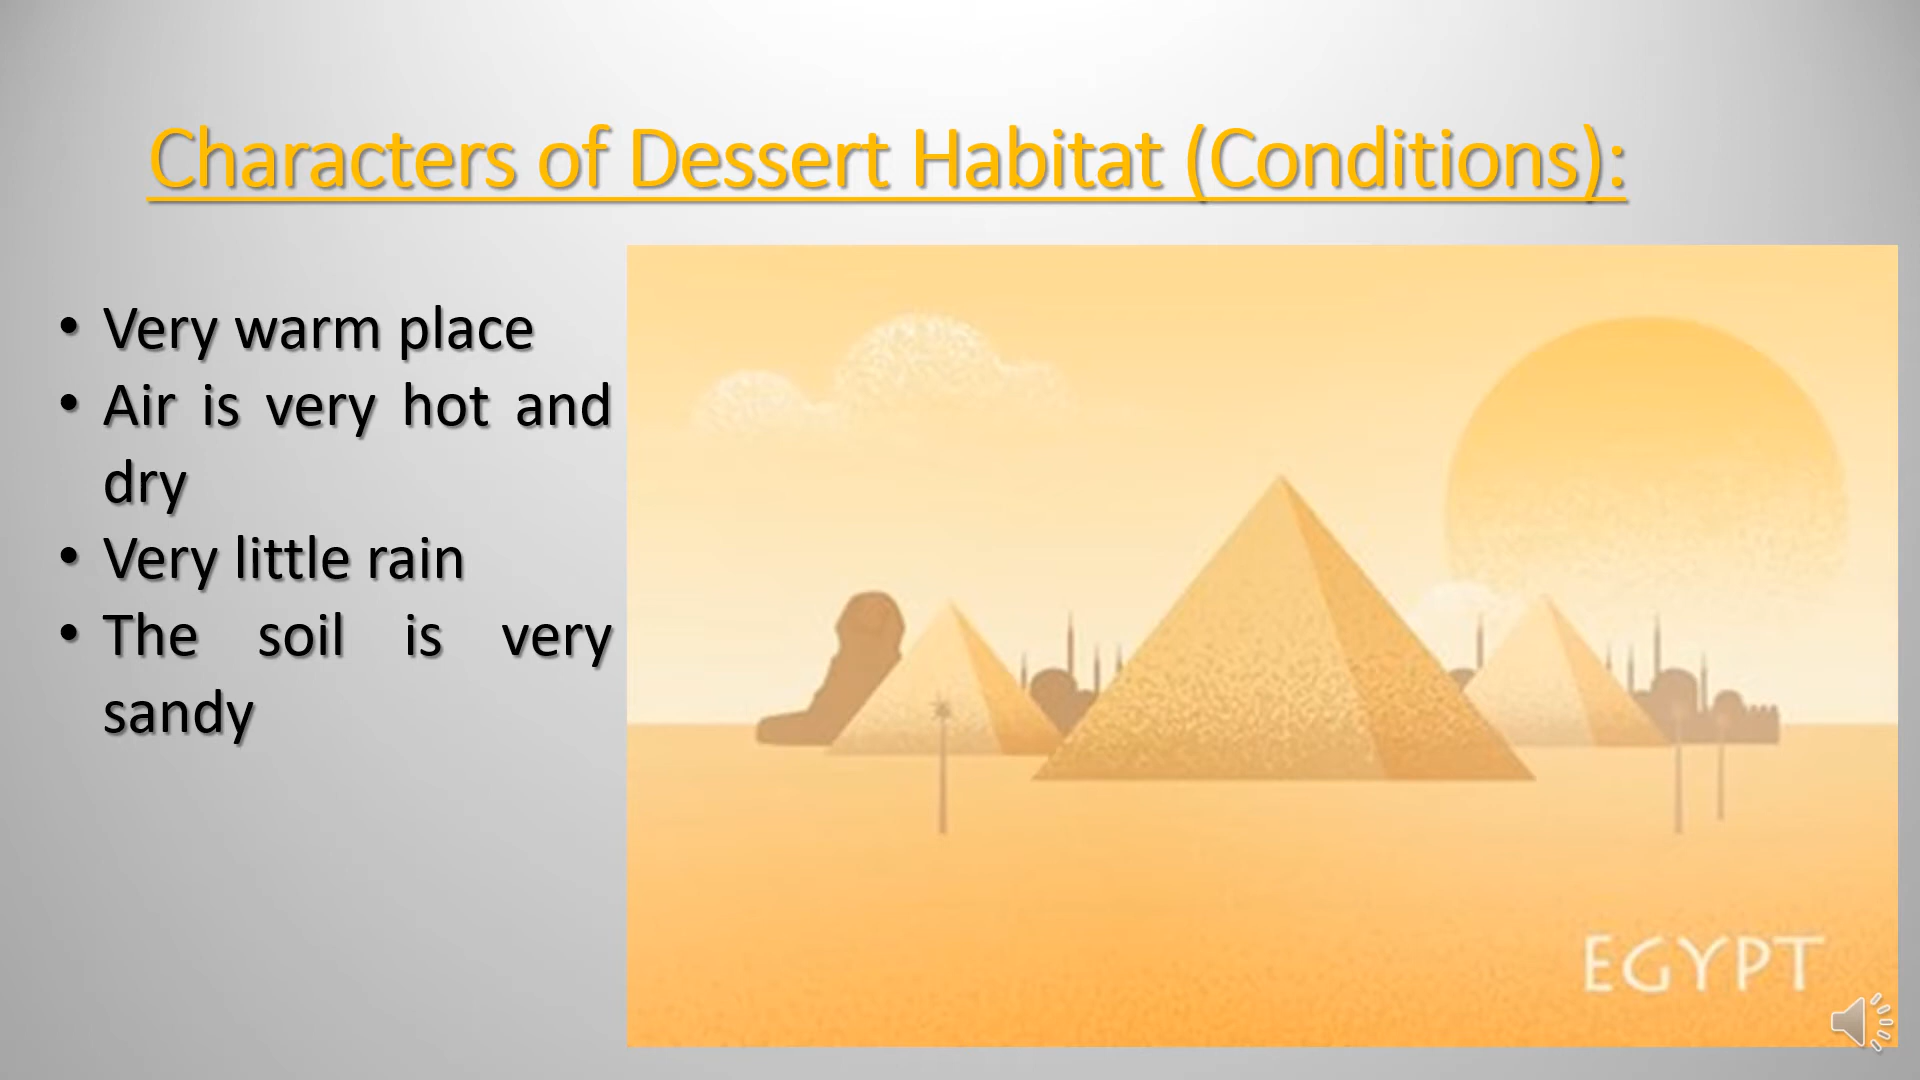 Characters of Dessert Habitat (Conditions):
• Very warm place
• Air is very hot and
dry
• Very little rain
• The soil is very
sandy
EGYPT